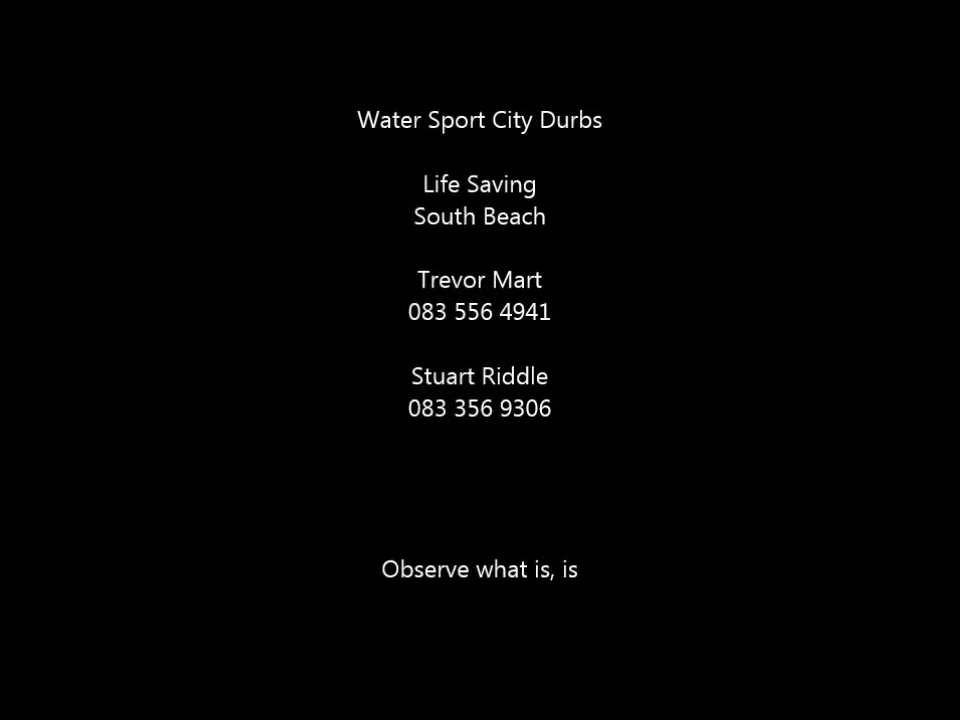 Water Sport City Durbs
Life Saving
South Beach
Trevor Mart
083 556 4941
Stuart Riddle
083 356 9306
Observe what is, is